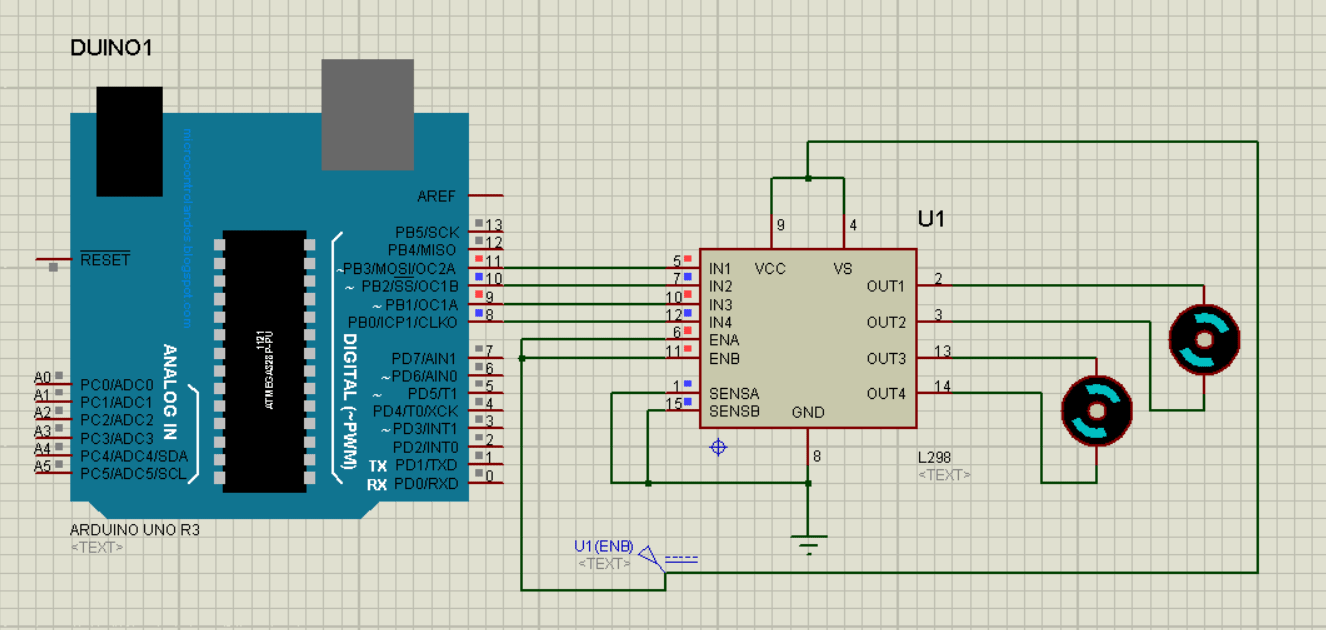 DUINO1
microcontrolandos.blogspot.com
RESET
1121
ATMEGA328P-PU
ANALOG IN
A0 PC0/ADC0
A1 PC1/ADC1
A2 PC2/ADC2
A3 PC3/ADC3
A4 PC4/ADC4/SDA
A5 PC5/ADC5/SCL
DIGITAL (~PWM)
AREF
PB5/SCK 13
PB4/MISO 12
~PB3/MOSI/OC2A 11
~ PB2/SS/OC1B 10
~ PB1/OC1A 9
PB0/ICP1/CLKO 8
PD7/AIN1 7
~PD6/AIN0 6
~ PD5/T1 5
PD4/T0/XCK 4
~PD3/INT1 3
PD2/INT0 2
TX PD1/TXD 1
RX PD0/RXD 0
ARDUINO UNO R3
<TEXT>
U1
9 4
VCC VS
5 IN1
7 IN2
10 IN3
12 IN4
6 ENA
11 ENB
1 SENSA
15 SENSB
OUT1 2
OUT2 3
OUT3 13
OUT4 14
GND
8
L298
<TEXT>
U1(ENB)
<TEXT>